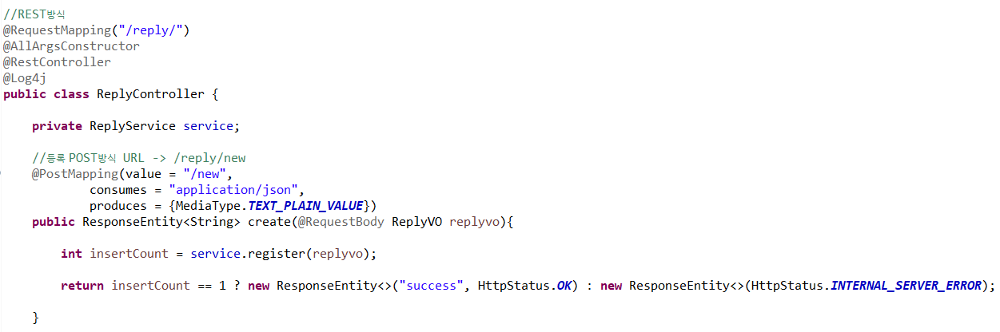 //REST방식
@RequestMapping("/reply/")
@AllArgsConstructor
@RestController
@Log4j
public class ReplyController {
private ReplyService service;
//등록 POST방식 URL -> /reply/new
@PostMapping(value = "/new",
consumes = "application/json",
produces = {MediaType.TEXT_PLAIN_VALUE})
public ResponseEntity<String> create(@RequestBody ReplyVO replyvo){
int insertCount = service.register(replyvo);
return insertCount == 1 ? new ResponseEntity<>("success", HttpStatus.OK) : new ResponseEntity<>(HttpStatus.INTERNAL_SERVER_ERROR);
}